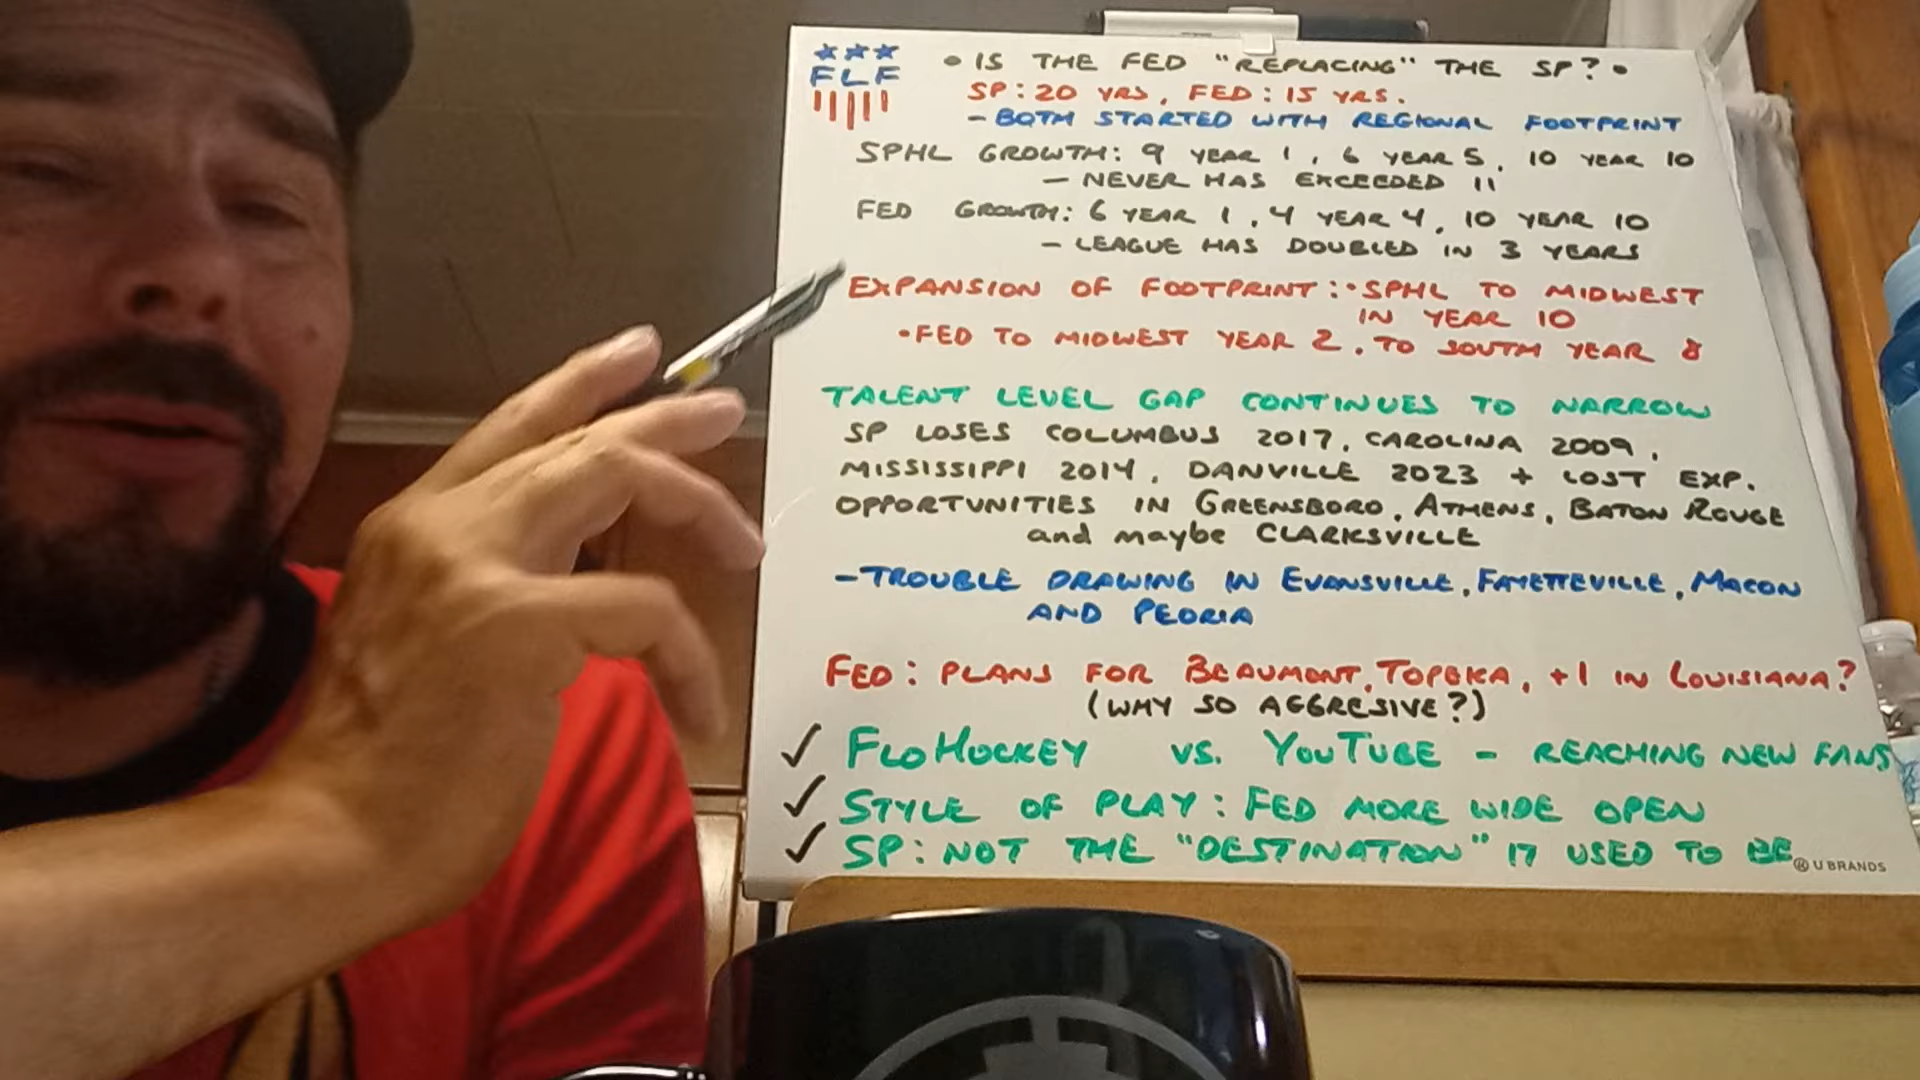 FLF
• IS THE FED "REPLACING" THE SP? •
SP: 20 YRS, FED: 15 YRS.
- BOTH STARTED WITH REGIONAL FOOTPRINT
SPHL GROWTH: 9 YEAR 1, 6 YEAR 5, 10 YEAR 10
- NEVER HAS EXCEEDED 11
FED GROWTH: 6 YEAR 1, 4 YEAR 4, 10 YEAR 10
- LEAGUE HAS DOUBLED IN 3 YEARS
EXPANSION OF FOOTPRINT: • SPHL TO MIDWEST
IN YEAR 10
• FED TO MIDWEST YEAR 2, TO SOUTH YEAR 8
TALENT LEVEL GAP CONTINUES TO NARROW
SP LOSES COLUMBUS 2017, CAROLINA 2009,
MISSISSIPPI 2014, DANVILLE 2023 + LOST EXP.
OPPORTUNITIES IN GREENSBORO, ATHENS, BATON ROUGE
and maybe CLARKSVILLE
- TROUBLE DRAWING IN EVANSVILLE, FAYETTEVILLE, MACON
AND PEORIA
FED: PLANS FOR BEAUMONT, TOPEKA, +1 IN LOUISIANA?
(WHY SO AGGRESIVE?)
✓ FLOHOCKEY VS. YOUTUBE - REACHING NEW FANS
✓ STYLE OF PLAY: FED MORE WIDE OPEN
✓ SP: NOT THE "DESTINATION" IT USED TO BE
U BRANDS